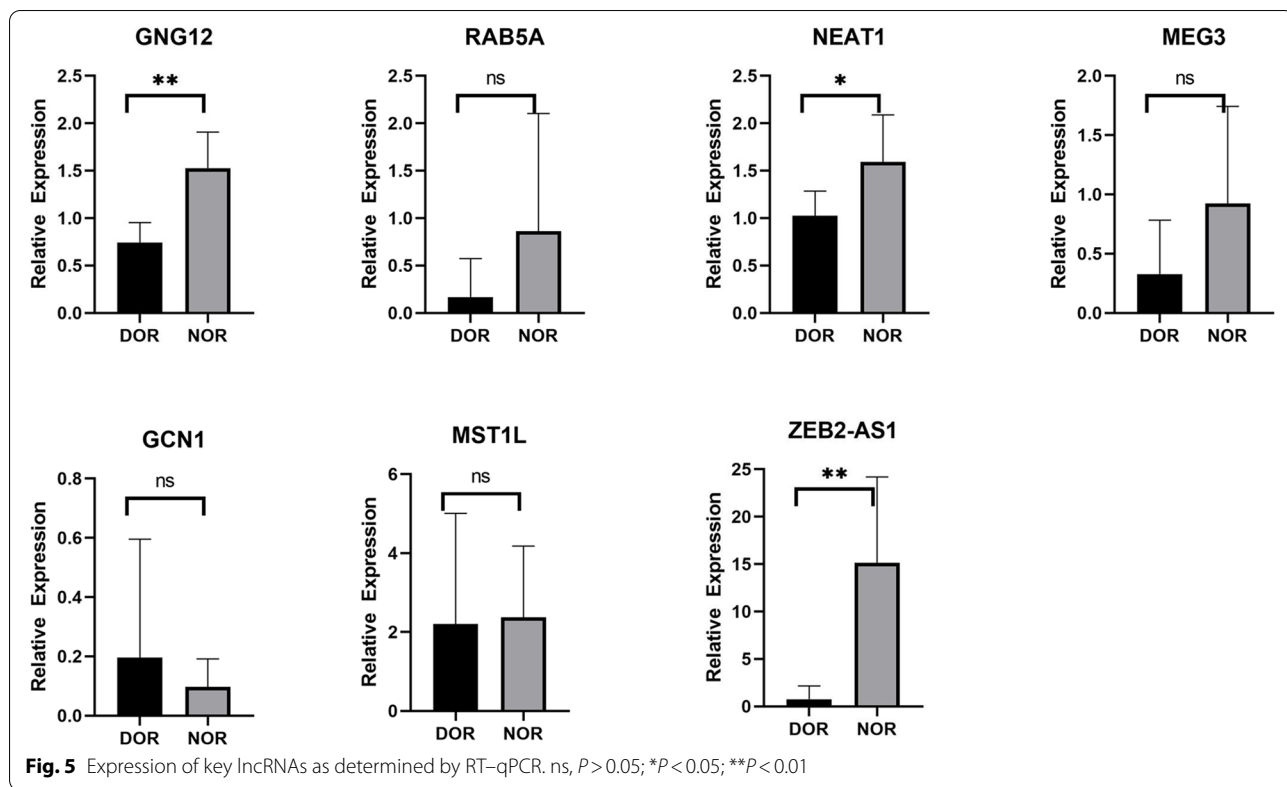 GNG12
RAB5A
NEAT1
MEG3
Relative Expression
2.5
2.0
1.5
1.0
0.5
0.0
**
DOR NOR
Relative Expression
2.5
2.0
1.5
1.0
0.5
0.0
ns
DOR NOR
Relative Expression
2.5
2.0
1.5
1.0
0.5
0.0
*
DOR NOR
Relative Expression
2.0
1.5
1.0
0.5
0.0
ns
DOR NOR
GCN1
MST1L
ZEB2-AS1
Relative Expression
0.8
0.6
0.4
0.2
0.0
ns
DOR NOR
Relative Expression
6
4
2
0
ns
DOR NOR
Relative Expression
25
20
15
10
5
0
**
DOR NOR
Fig. 5 Expression of key lncRNAs as determined by RT–qPCR. ns, P > 0.05; *P < 0.05; **P < 0.01